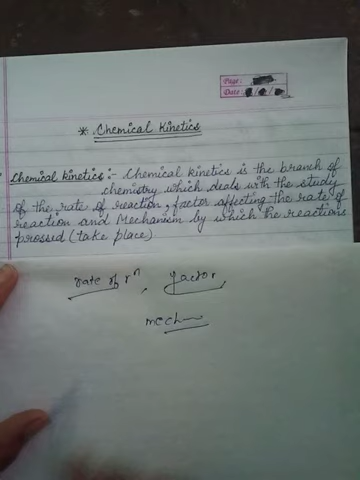 Page:
Date: / /
* Chemical Kinetics
Chemical kinetics :- Chemical kinetics is the branch of
chemistry which deals with the study
of the rate of reaction, factor affecting the rate of
reaction and Mechanism by which the reactions
prossed (take place)
rate of rⁿ, factor,
mech